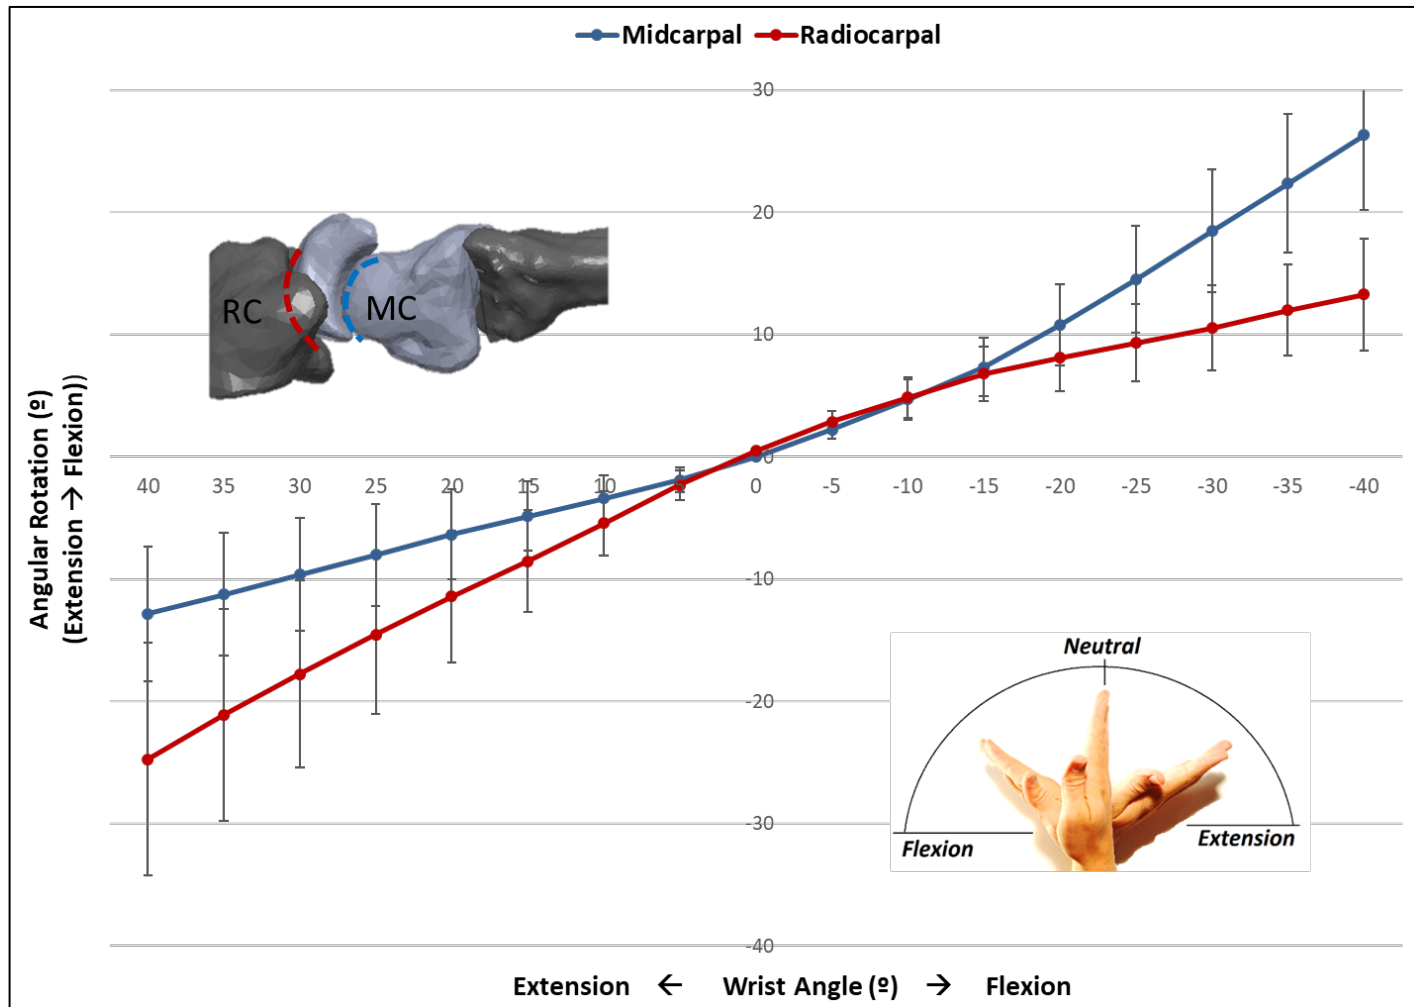 Midcarpal Radiocarpal
30
20
10
0
-10
-20
-30
-40
40 35 30 25 20 15 10 5 0 -5 -10 -15 -20 -25 -30 -35 -40
Angular Rotation (º)
(Extension → Flexion))
RC MC
Neutral
Flexion
Extension
Extension ← Wrist Angle (º) → Flexion